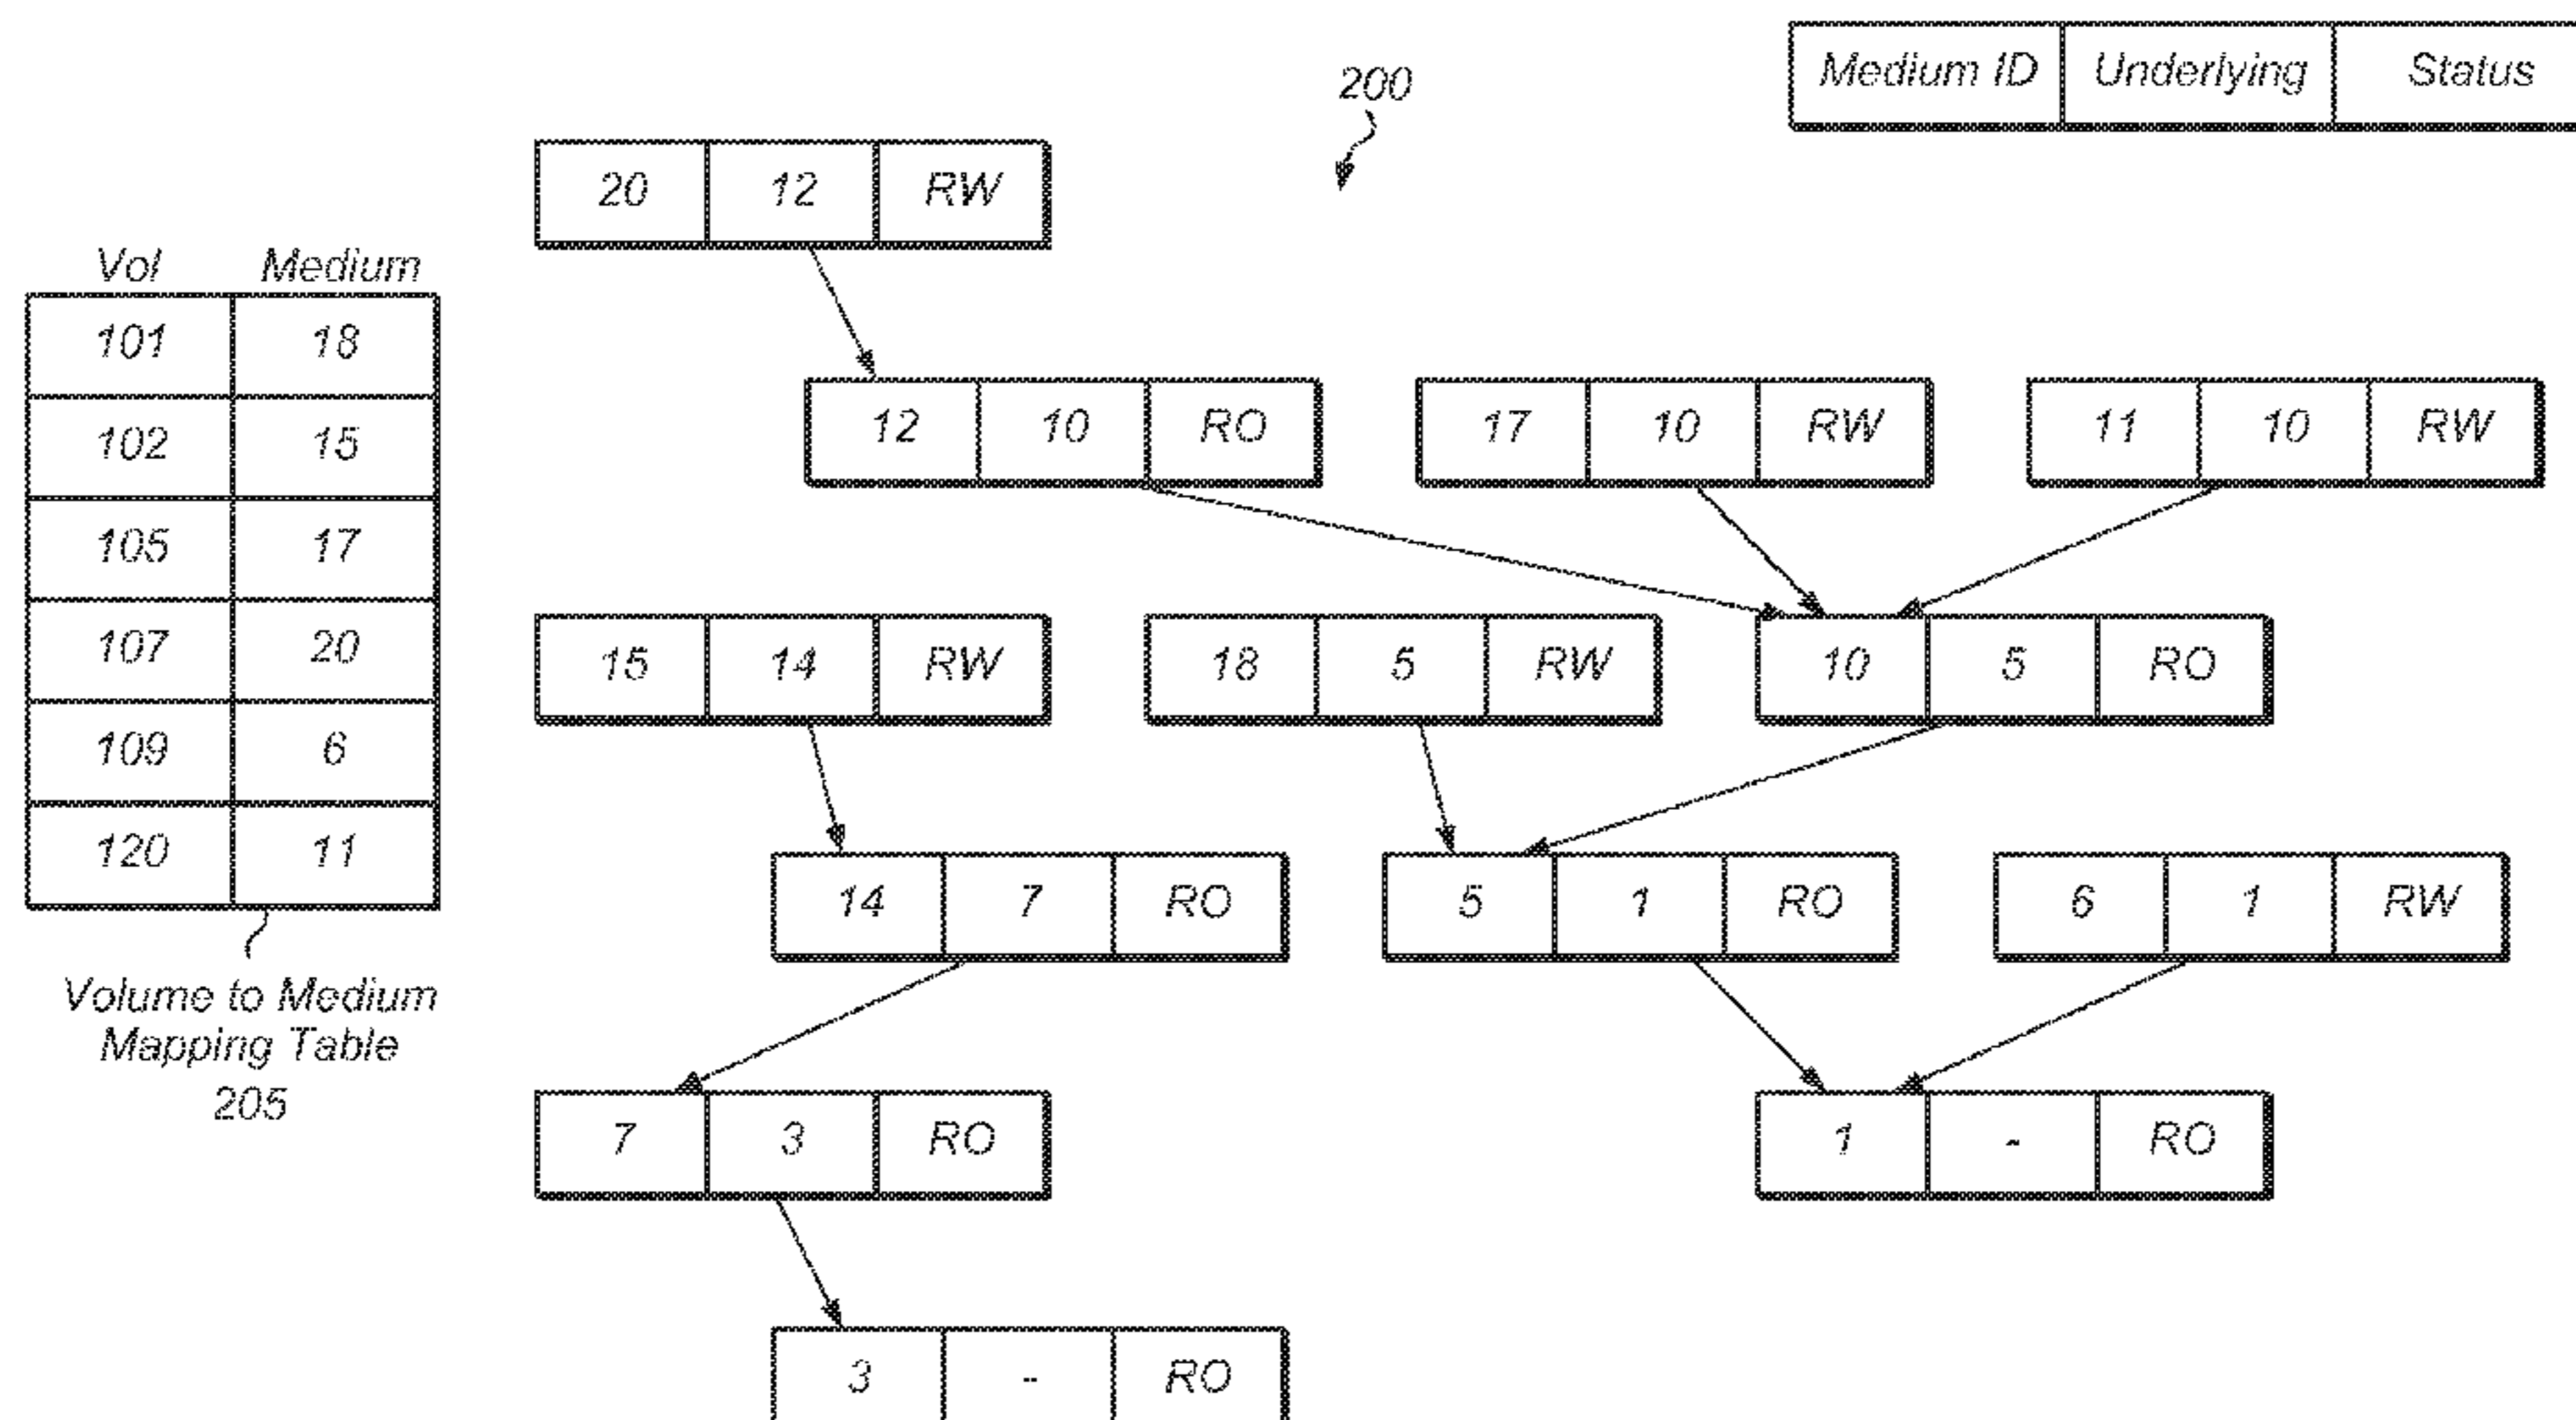 200
Medium ID Underlying Status
20 12 RW
Vol Medium
101 18
102 15
105 17
107 20
109 6
120 11
Volume to Medium
Mapping Table
205
12 10 RO
17 10 RW
11 10 RW
15 14 RW
18 5 RW
10 5 RO
14 7 RO
5 1 RO
6 1 RW
7 3 RO
1 - RO
3 - RO